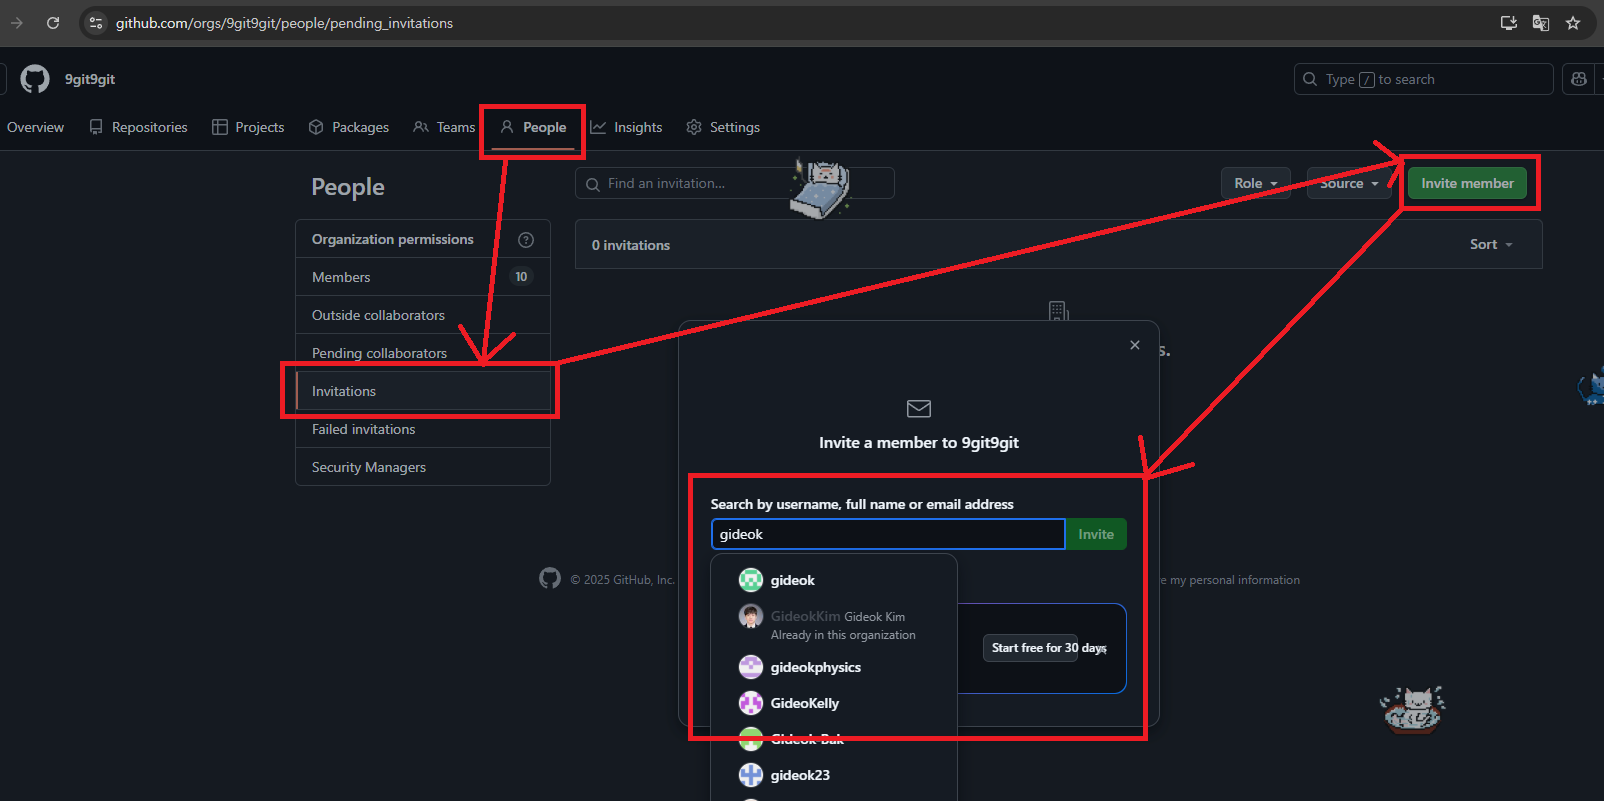 github.com/orgs/9git9git/people/pending_invitations
9git9git
Type / to search
Overview
Repositories
Projects
Packages
Teams
People
Insights
Settings
People
Find an invitation...
Role
Source
Invite member
Organization permissions
Members 10
Outside collaborators
Pending collaborators
Invitations
Failed invitations
Security Managers
0 invitations
Sort
s.
Invite a member to 9git9git
Search by username, full name or email address
gideok
Invite
gideok
GideokKim Gideok Kim
Already in this organization
gideokphysics
GideoKelly
Gideok-Bak
gideok23
Start free for 30 days
© 2025 GitHub, Inc.
re my personal information